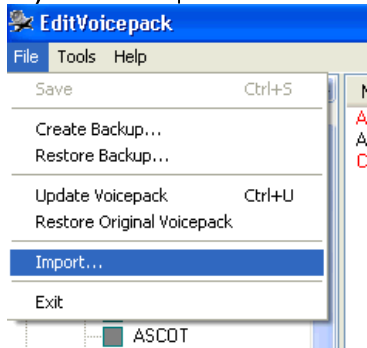 EditVoicepack
File Tools Help
Save Ctrl+S
Create Backup...
Restore Backup...
Update Voicepack Ctrl+U
Restore Original Voicepack
Import...
Exit
ASCOT